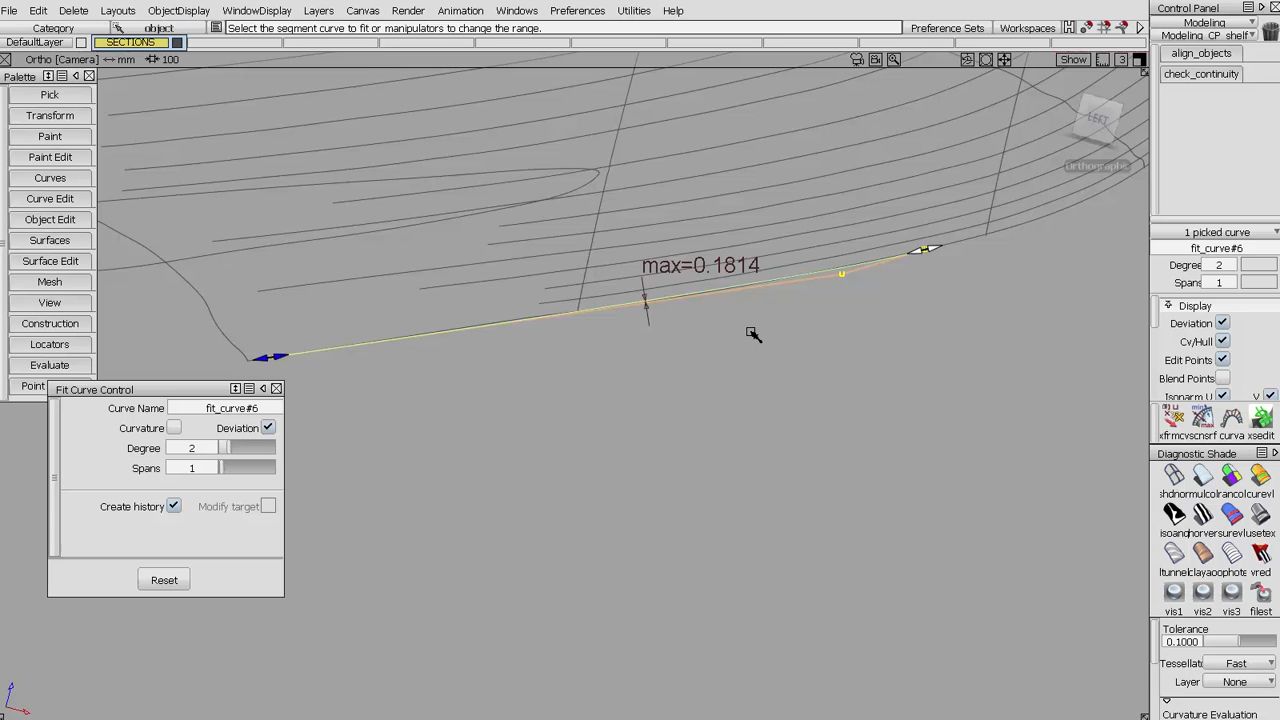 File Edit Delete Layouts ObjectDisplay WindowDisplay Layers Canvas Render Animation Windows Preferences Utilities Help
Category object Select the segment curve to fit or manipulators to change the range. Preference Sets Workspaces
DefaultLayer SECTIONS
Ortho [Camera] mm 100 Show 3
Palette
Pick
Transform
Paint
Paint Edit
Curves
Curve Edit
Object Edit
Surfaces
Surface Edit
Mesh
View
Construction
Locators
Evaluate
Point
LEFT
Orthographic
max=0.1814
Fit Curve Control
Curve Name fit_curve#6
Curvature Deviation
Degree 2
Spans 1
Create history Modify target
Reset
Control Panel
Modeling
Modeling_CP_shelf
align_objects
check_continuity
1 picked curve
fit_curve#6
Degree 2
Spans 1
Display
Deviation
Cv/Hull
Edit Points
Blend Points
Isoparm U V
xfrmcvscnsrf curva xsedit
Diagnostic Shade
vis1 vis2 vis3 filest
Tolerance
0.1000
Tessellat Fast
Layer None
Curvature Evaluation